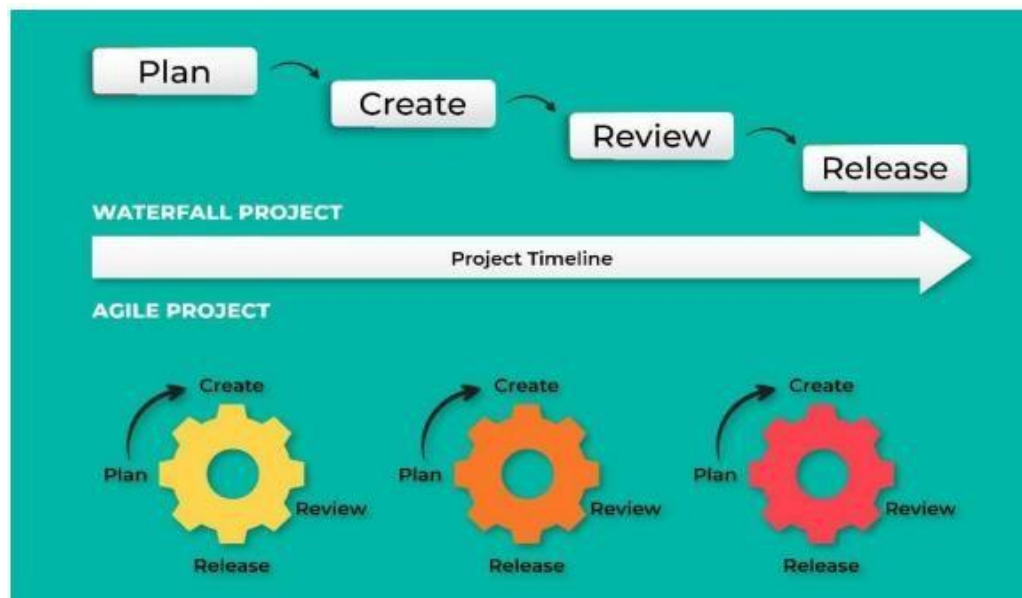 Plan
Create
Review
Release
WATERFALL PROJECT
Project Timeline
AGILE PROJECT
Create
Plan
Review
Release
Create
Plan
Review
Release
Create
Plan
Review
Release